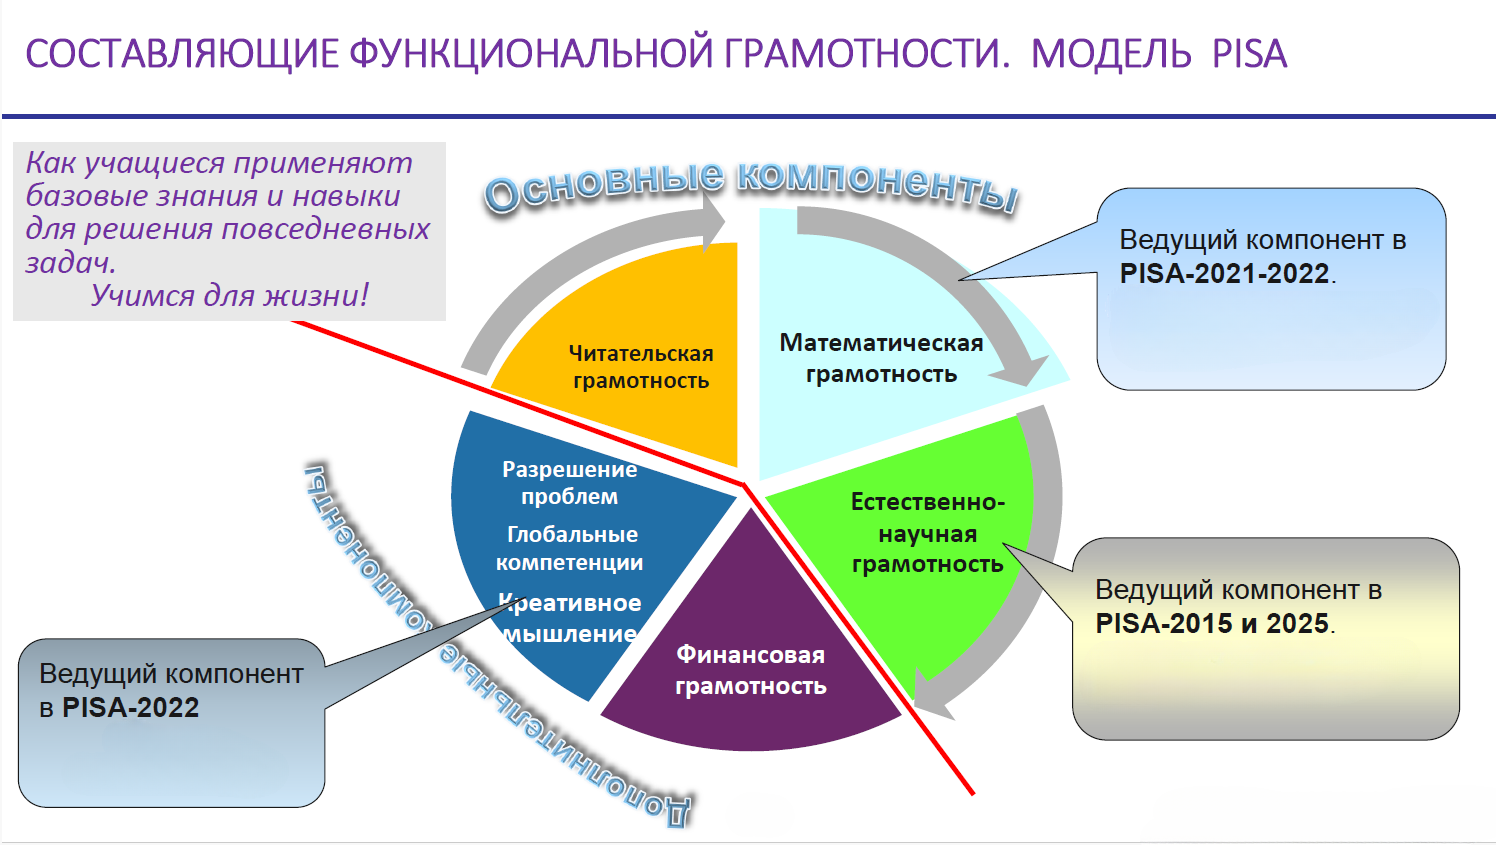 СОСТАВЛЯЮЩИЕ ФУНКЦИОНАЛЬНОЙ ГРАМОТНОСТИ. МОДЕЛЬ PISA
Как учащиеся применяют
базовые знания и навыки
для решения повседневных
задач.
Учимся для жизни!
Основные компоненты
Ведущий компонент в
PISA-2021-2022.
Читательская
грамотность
Математическая
грамотность
Разрешение
проблем
Глобальные
компетенции
Креативное
мышление
Естественно-
научная
грамотность
Финансовая
грамотность
Ведущий компонент в
PISA-2015 и 2025.
Ведущий компонент
в PISA-2022
Дополнительные компоненты